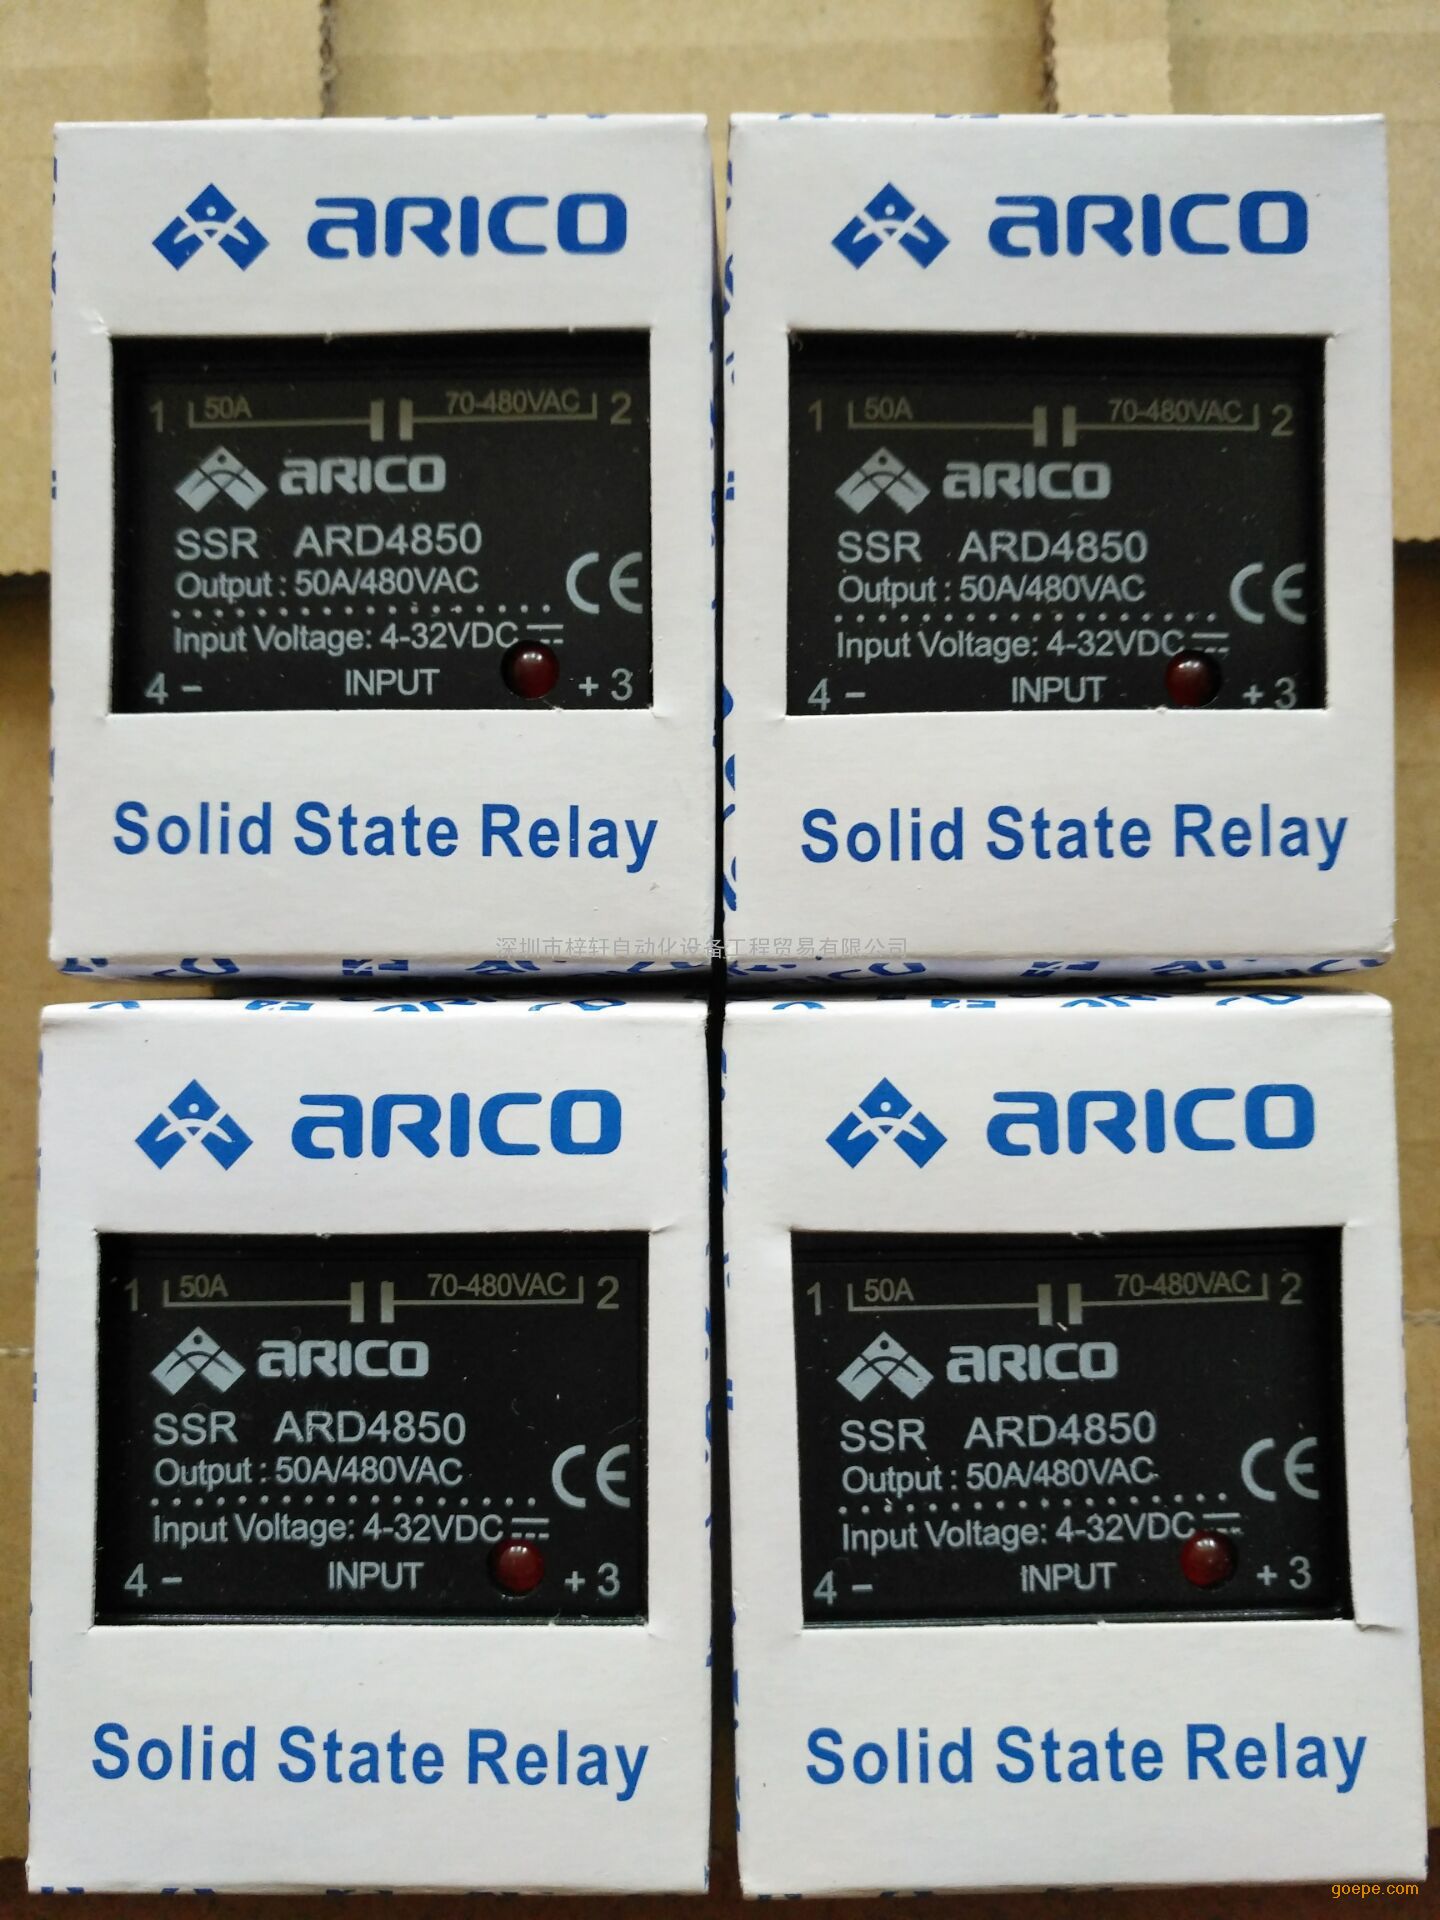 ARICO
1 50A 70-480VAC 2
ARICO
SSR ARD4850
Output : 50A/480VAC
CE
Input Voltage: 4-32VDC
4 - INPUT + 3
Solid State Relay
ARICO
1 50A 70-480VAC 2
ARICO
SSR ARD4850
Output : 50A/480VAC
CE
Input Voltage: 4-32VDC
4 - INPUT + 3
Solid State Relay
深圳市梓轩自动化设备工程贸易有限公司
ARICO
1 50A 70-480VAC 2
ARICO
SSR ARD4850
Output : 50A/480VAC
CE
Input Voltage: 4-32VDC
4 - INPUT + 3
Solid State Relay
ARICO
1 50A 70-480VAC 2
ARICO
SSR ARD4850
Output : 50A/480VAC
CE
Input Voltage: 4-32VDC
4 - INPUT + 3
Solid State Relay
goepe.com